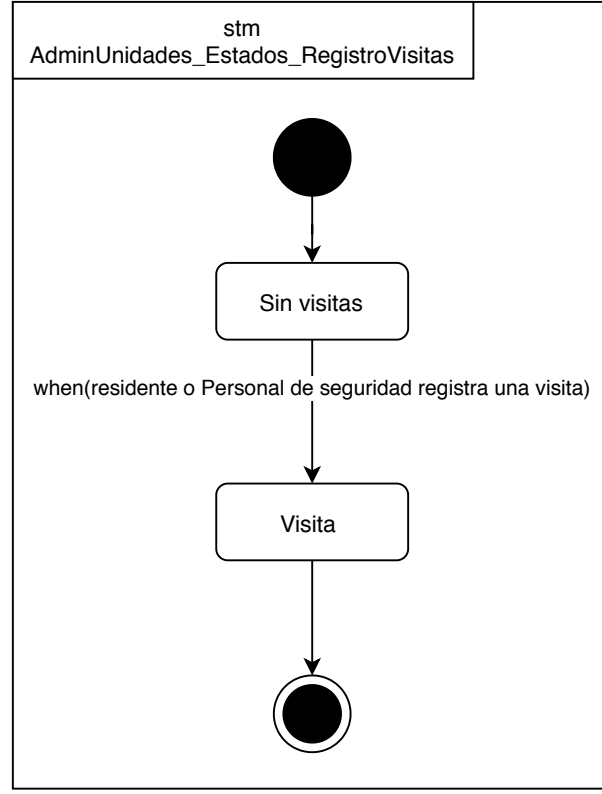 stm
AdminUnidades_Estados_RegistroVisitas
Sin visitas
when(residente o Personal de seguridad registra una visita)
Visita